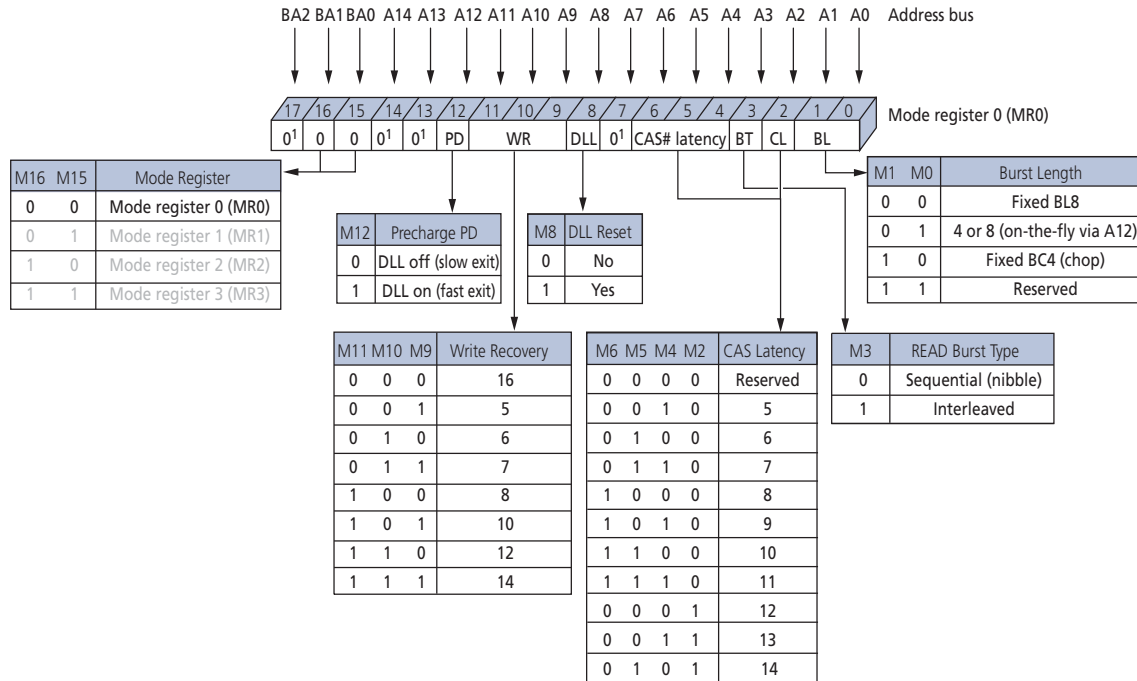 BA2 BA1 BA0 A14 A13 A12 A11 A10 A9 A8 A7 A6 A5 A4 A3 A2 A1 A0 Address bus
17 16 15 14 13 12 11 10 9 8 7 6 5 4 3 2 1 0 Mode register 0 (MR0)
0¹ 0 0 0¹ 0¹ PD WR DLL 0¹ CAS# latency BT CL BL
M16 M15 Mode Register
0 0 Mode register 0 (MR0)
0 1 Mode register 1 (MR1)
1 0 Mode register 2 (MR2)
1 1 Mode register 3 (MR3)
M12 Precharge PD
0 DLL off (slow exit)
1 DLL on (fast exit)
M8 DLL Reset
0 No
1 Yes
M1 M0 Burst Length
0 0 Fixed BL8
0 1 4 or 8 (on-the-fly via A12)
1 0 Fixed BC4 (chop)
1 1 Reserved
M11 M10 M9 Write Recovery
0 0 0 16
0 0 1 5
0 1 0 6
0 1 1 7
1 0 0 8
1 0 1 10
1 1 0 12
1 1 1 14
M6 M5 M4 M2 CAS Latency
0 0 0 0 Reserved
0 0 1 0 5
0 1 0 0 6
0 1 1 0 7
1 0 0 0 8
1 0 1 0 9
1 1 0 0 10
1 1 1 0 11
0 0 0 1 12
0 0 1 1 13
0 1 0 1 14
M3 READ Burst Type
0 Sequential (nibble)
1 Interleaved